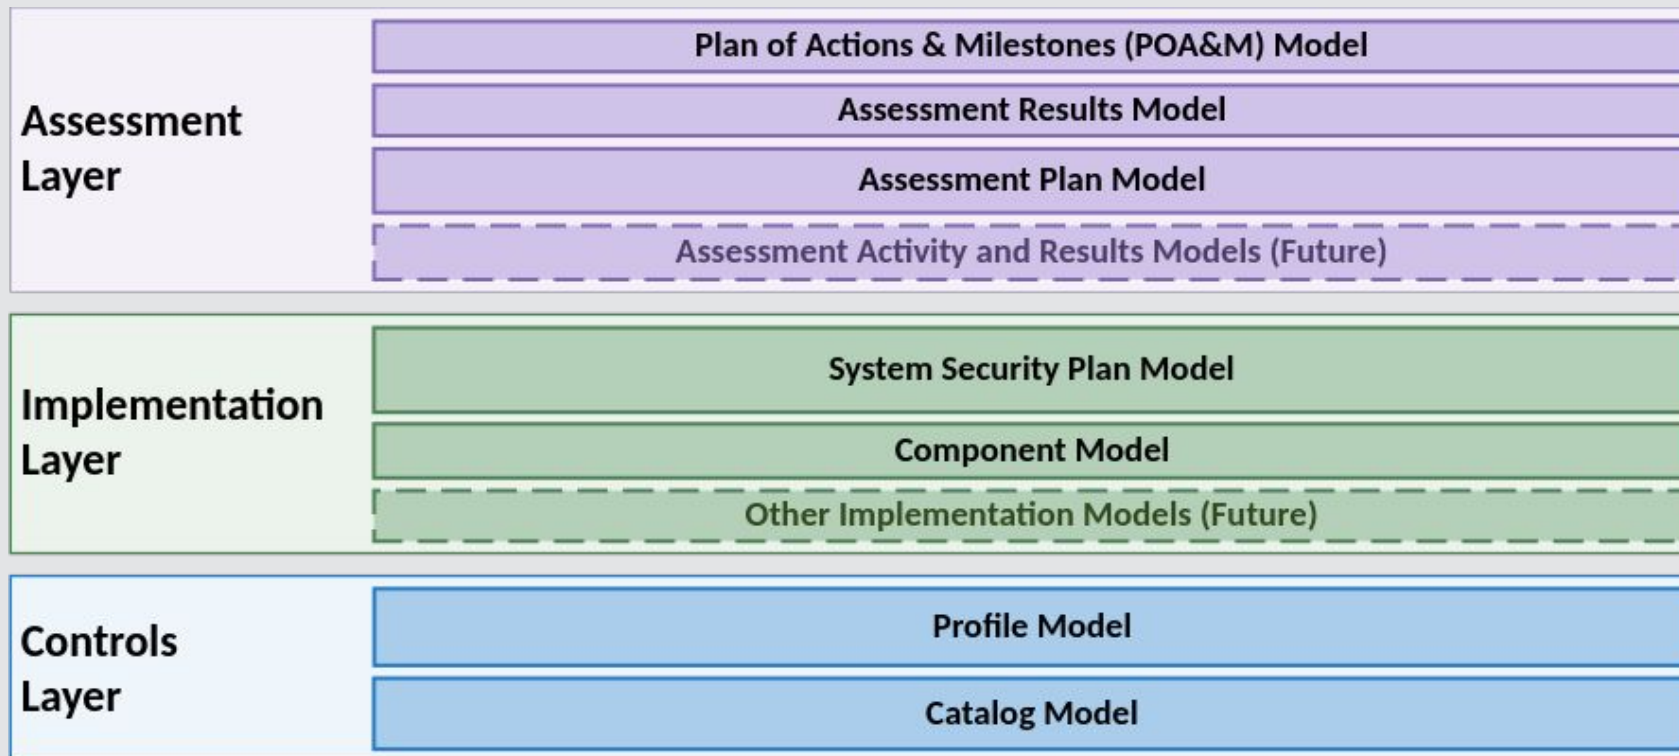 Assessment
Layer
Plan of Actions & Milestones (POA&M) Model
Assessment Results Model
Assessment Plan Model
Assessment Activity and Results Models (Future)
Implementation
Layer
System Security Plan Model
Component Model
Other Implementation Models (Future)
Controls
Layer
Profile Model
Catalog Model